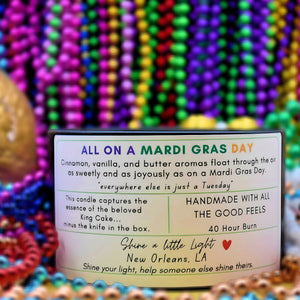 ALL ON A MARDI GRAS DAY
Cinnamon, vanilla, and butter aromas float through the air
as sweetly and as joyously as on a Mardi Gras Day.
"everywhere else is just a Tuesday"
This candle captures the
essence of the beloved
King Cake...
minus the knife in the box.
HANDMADE WITH ALL
THE GOOD FEELS
40 Hour Burn
Shine a little Light ❤
New Orleans, LA
Shine your light, help someone else shine theirs.